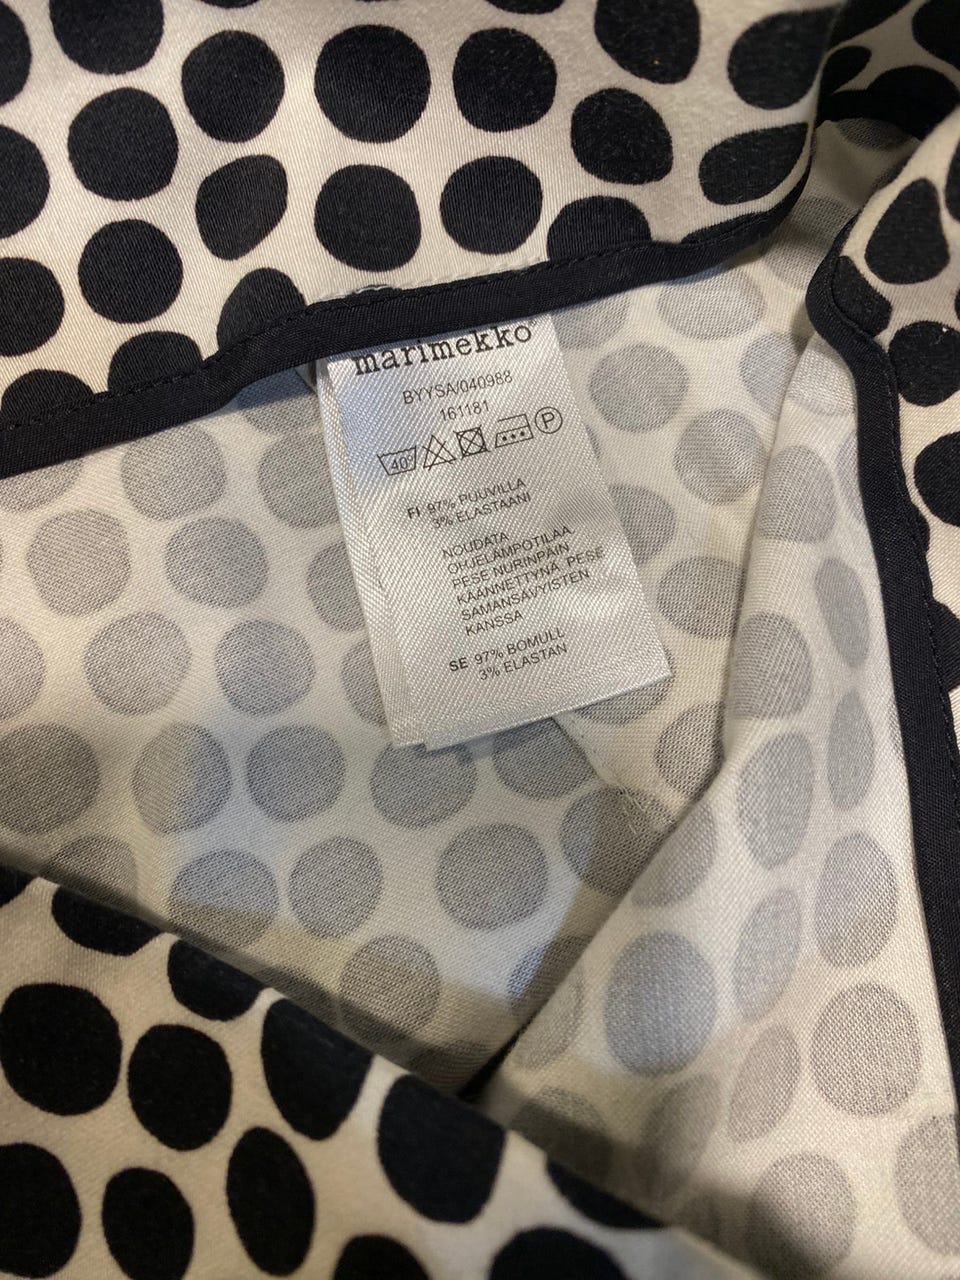 marimekko®
BYYSA/040988
161181
40° P
FI 97% PUUVILLA
3% ELASTAANI
NOUDATA
OHJELÄMPÖTILAA
PESE NURINPÄIN
KÄÄNNETTYNÄ, PESE
SAMANSÄVYISTEN
KANSSA
SE 97% BOMULL
3% ELASTAN